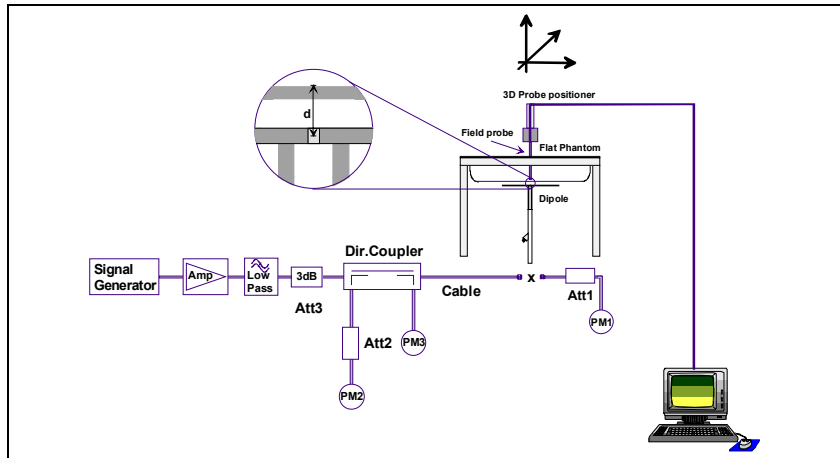 3D Probe positioner
d
Field probe
Flat Phantom
Dipole
Dir.Coupler
Signal
Generator
Amp
Low
Pass
3dB
Cable
x
Att1
Att3
PM1
Att2
PM3
PM2